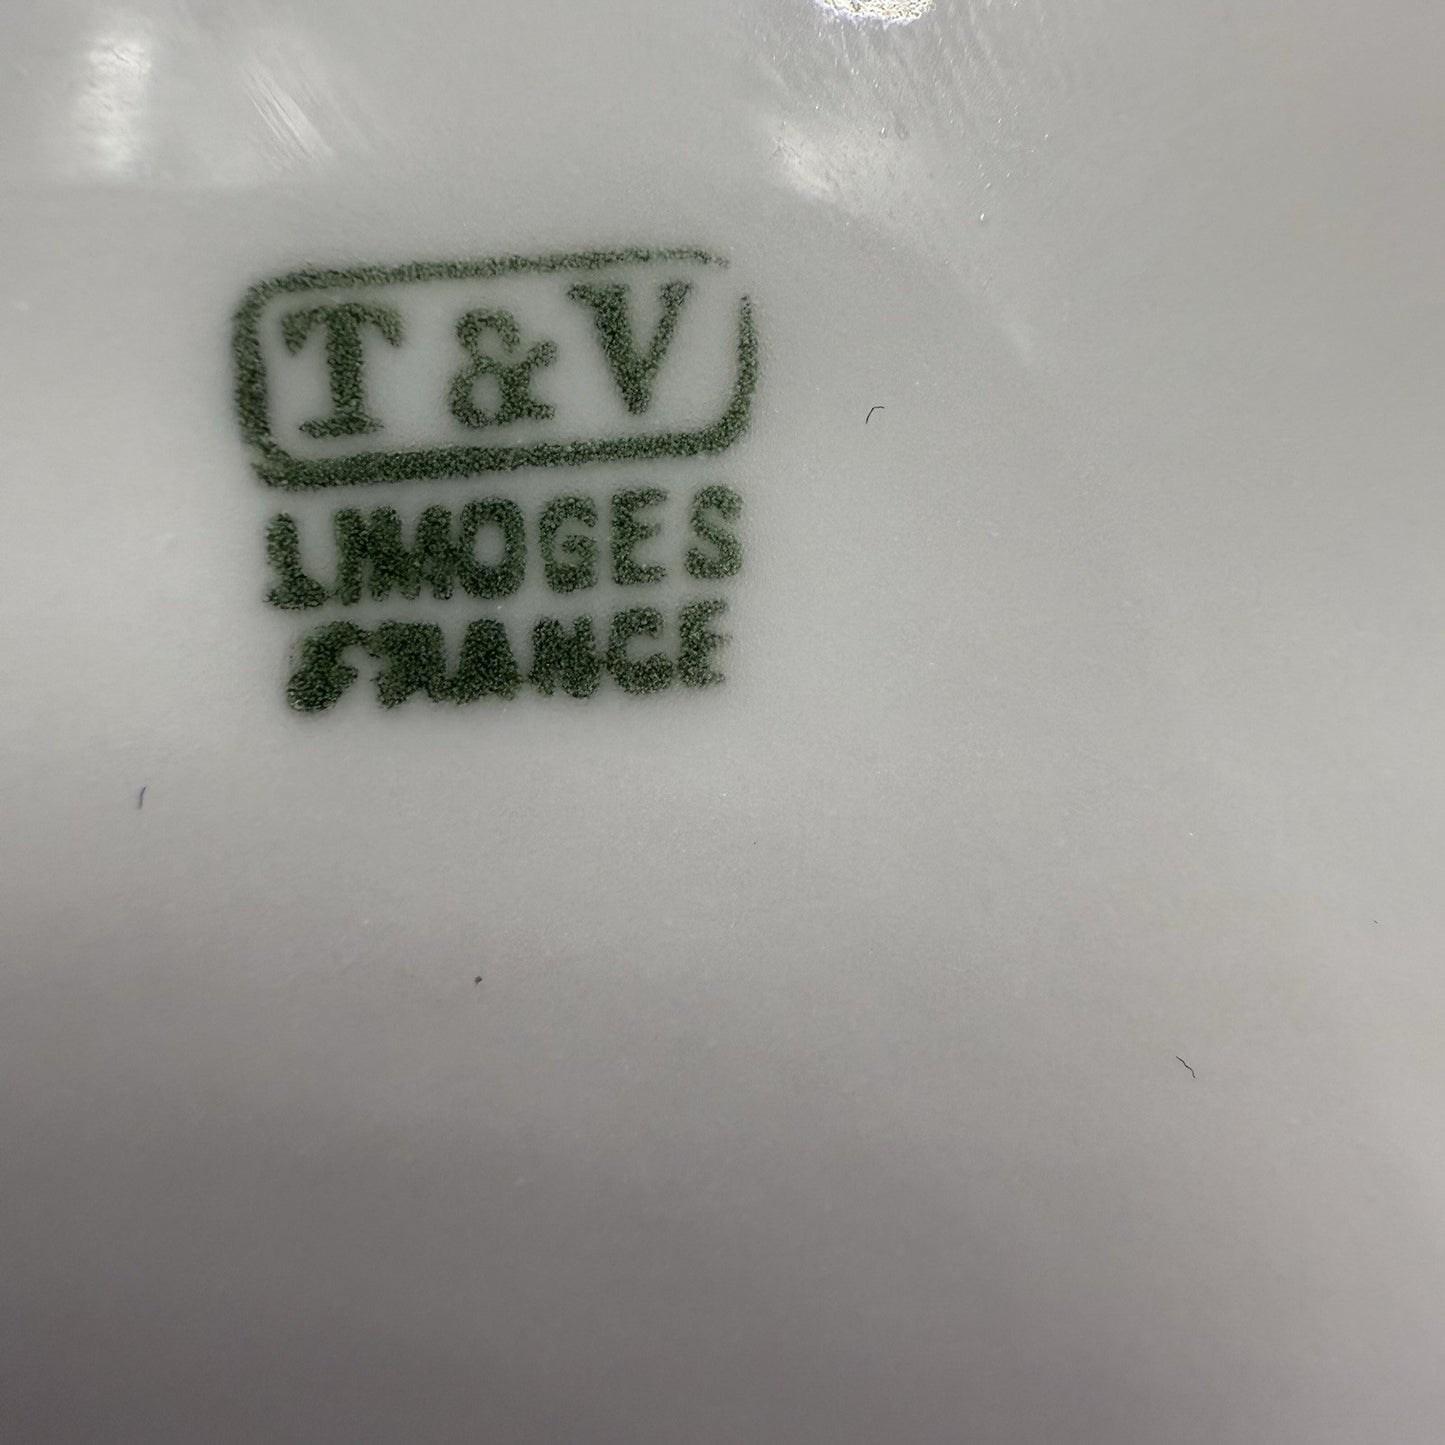 T & V
LIMOGES
FRANCE